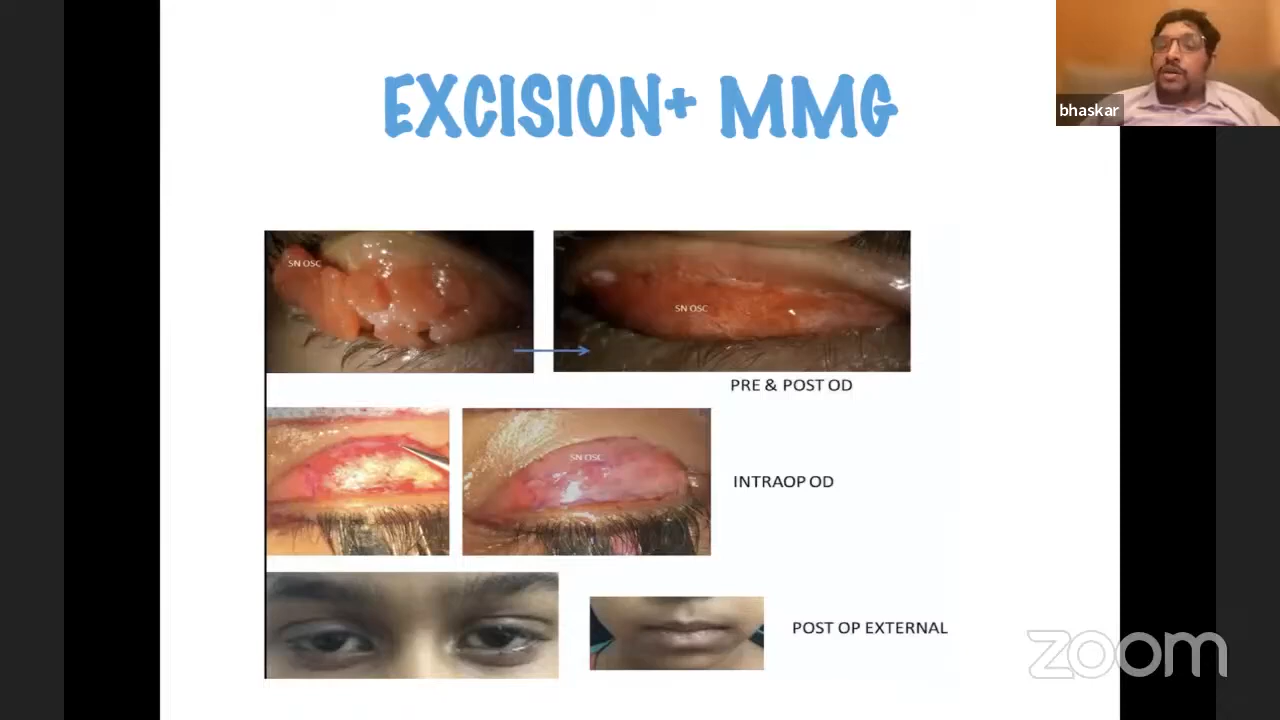 EXCISION+ MMG
bhaskar
SN OSC
SN OSC
PRE & POST OD
SN OSC
INTRAOP OD
POST OP EXTERNAL
zoom